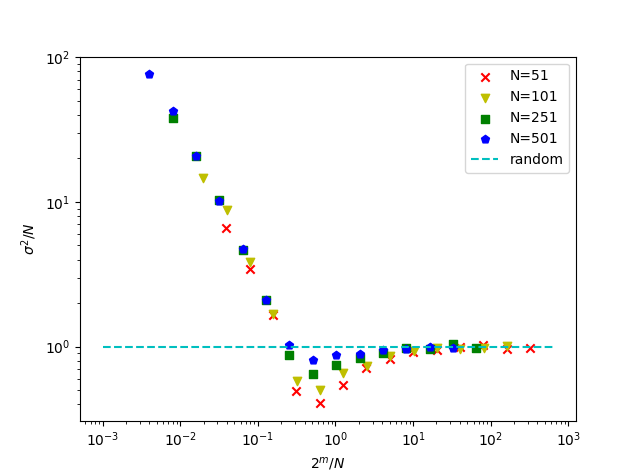 10²
10¹
10⁰
σ²/N
N=51
N=101
N=251
N=501
random
10⁻³
10⁻²
10⁻¹
10⁰
10¹
10²
10³
2ᵐ/N